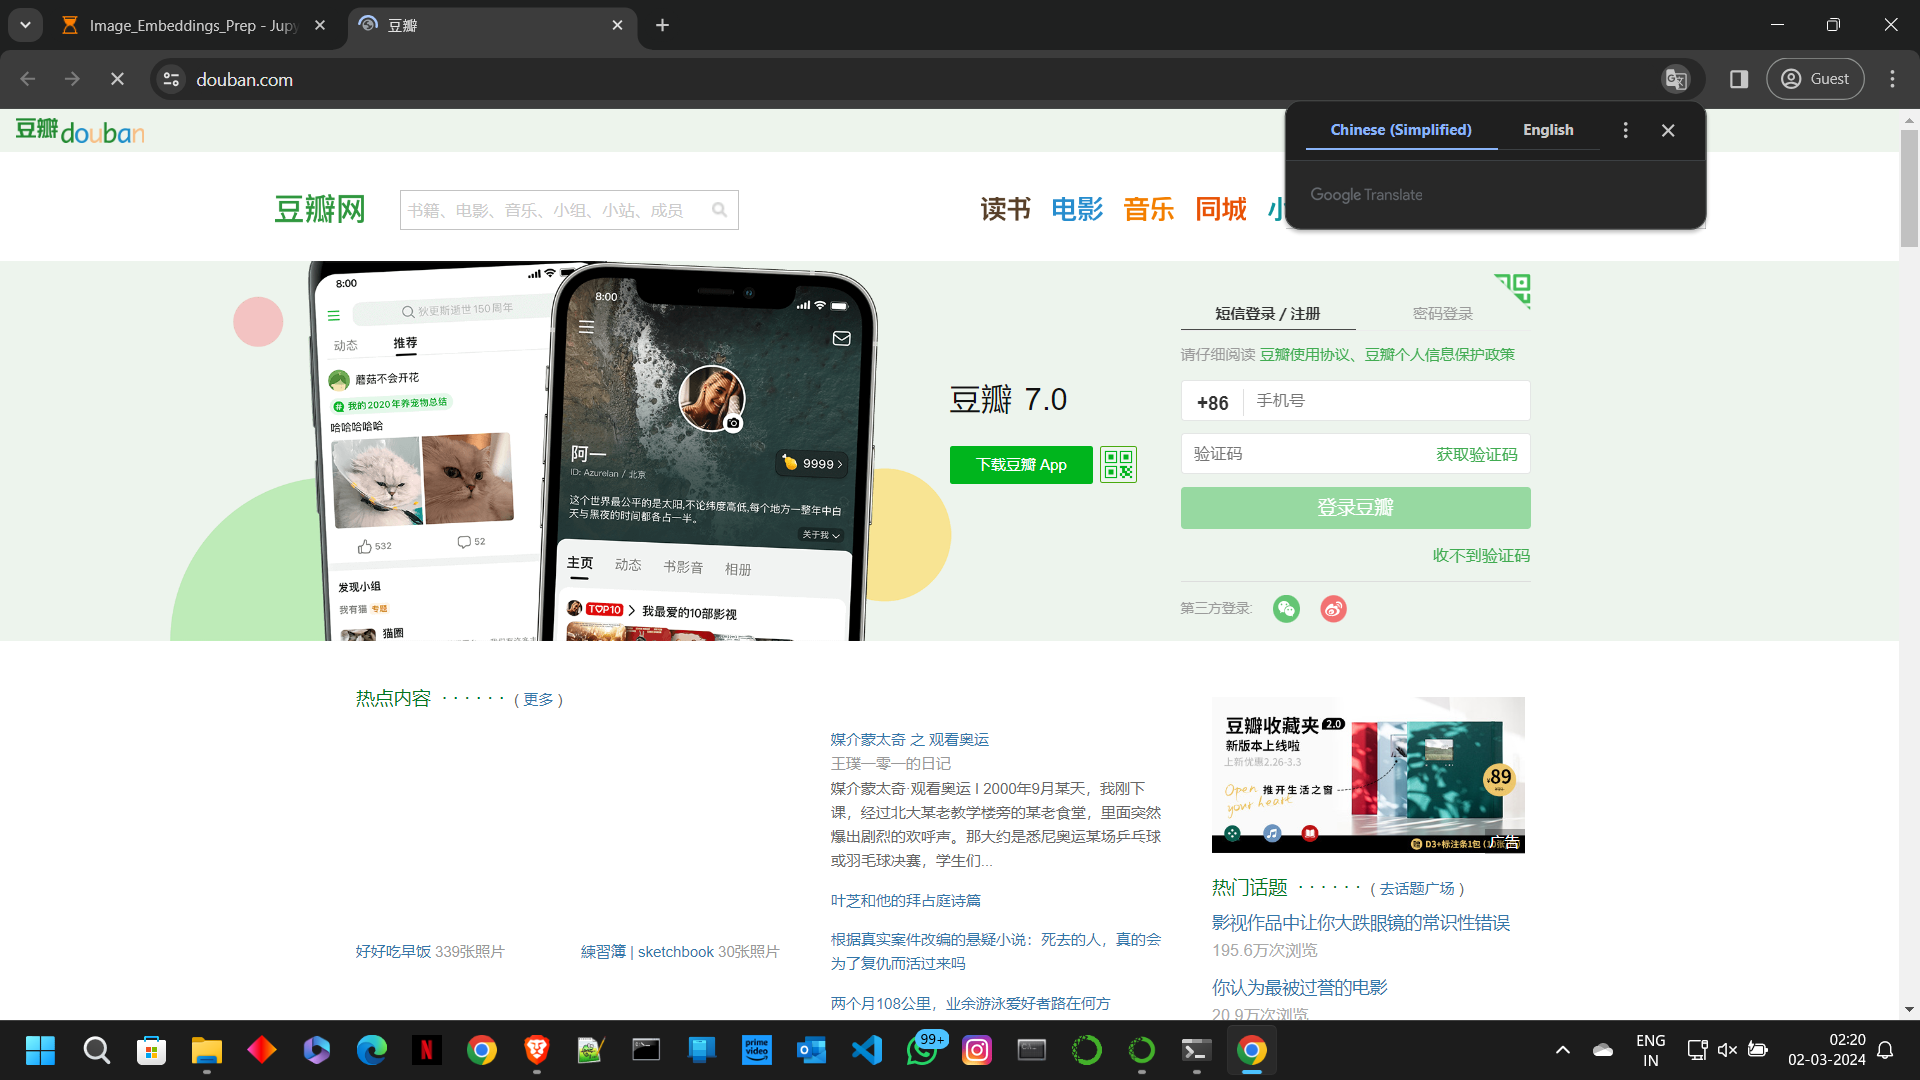 Image_Embeddings_Prep - Jupy
豆瓣
douban.com
Guest
豆瓣douban
Chinese (Simplified)
English
Google Translate
豆瓣网
书籍、电影、音乐、小组、小站、成员
读书 电影 音乐 同城 小
8:00
狄更斯逝世150周年
动态 推荐
蘑菇不会开花
我的2020年养宠物总结
哈哈哈哈哈
532 52
发现小组
我有猫 专题
猫圈
8:00
阿一
ID: Azurelan / 北京
9999
这个世界最公平的是太阳,不论纬度高低,每个地方一整年中白
天与黑夜的时间都各占一半。
关于我
主页 动态 书影音 相册
TOP10 我最爱的10部影视
豆瓣 7.0
下载豆瓣 App
短信登录 / 注册 密码登录
请仔细阅读 豆瓣使用协议、豆瓣个人信息保护政策
+86 手机号
验证码 获取验证码
登录豆瓣
收不到验证码
第三方登录:
热点内容 · · · · · · ( 更多 )
好好吃早饭 339张照片
練習簿 | sketchbook 30张照片
媒介蒙太奇 之 观看奥运
王璞一零一的日记
媒介蒙太奇·观看奥运 I 2000年9月某天，我刚下
课，经过北大某老教学楼旁的某老食堂，里面突然
爆出剧烈的欢呼声。那大约是悉尼奥运某场乒乓球
或羽毛球决赛，学生们...
叶芝和他的拜占庭诗篇
根据真实案件改编的悬疑小说：死去的人，真的会
为了复仇而活过来吗
两个月108公里，业余游泳爱好者路在何方
豆瓣收藏夹2.0
新版本上线啦
上新优惠2.26-3.3
Open 推开生活之窗
your heart
¥89
D3+标注条1包
广告
热门话题 · · · · · · ( 去话题广场 )
影视作品中让你大跌眼镜的常识性错误
195.6万次浏览
你认为最被过誉的电影
20.9万次浏览
prime
video
99+
ENG
IN
02:20
02-03-2024